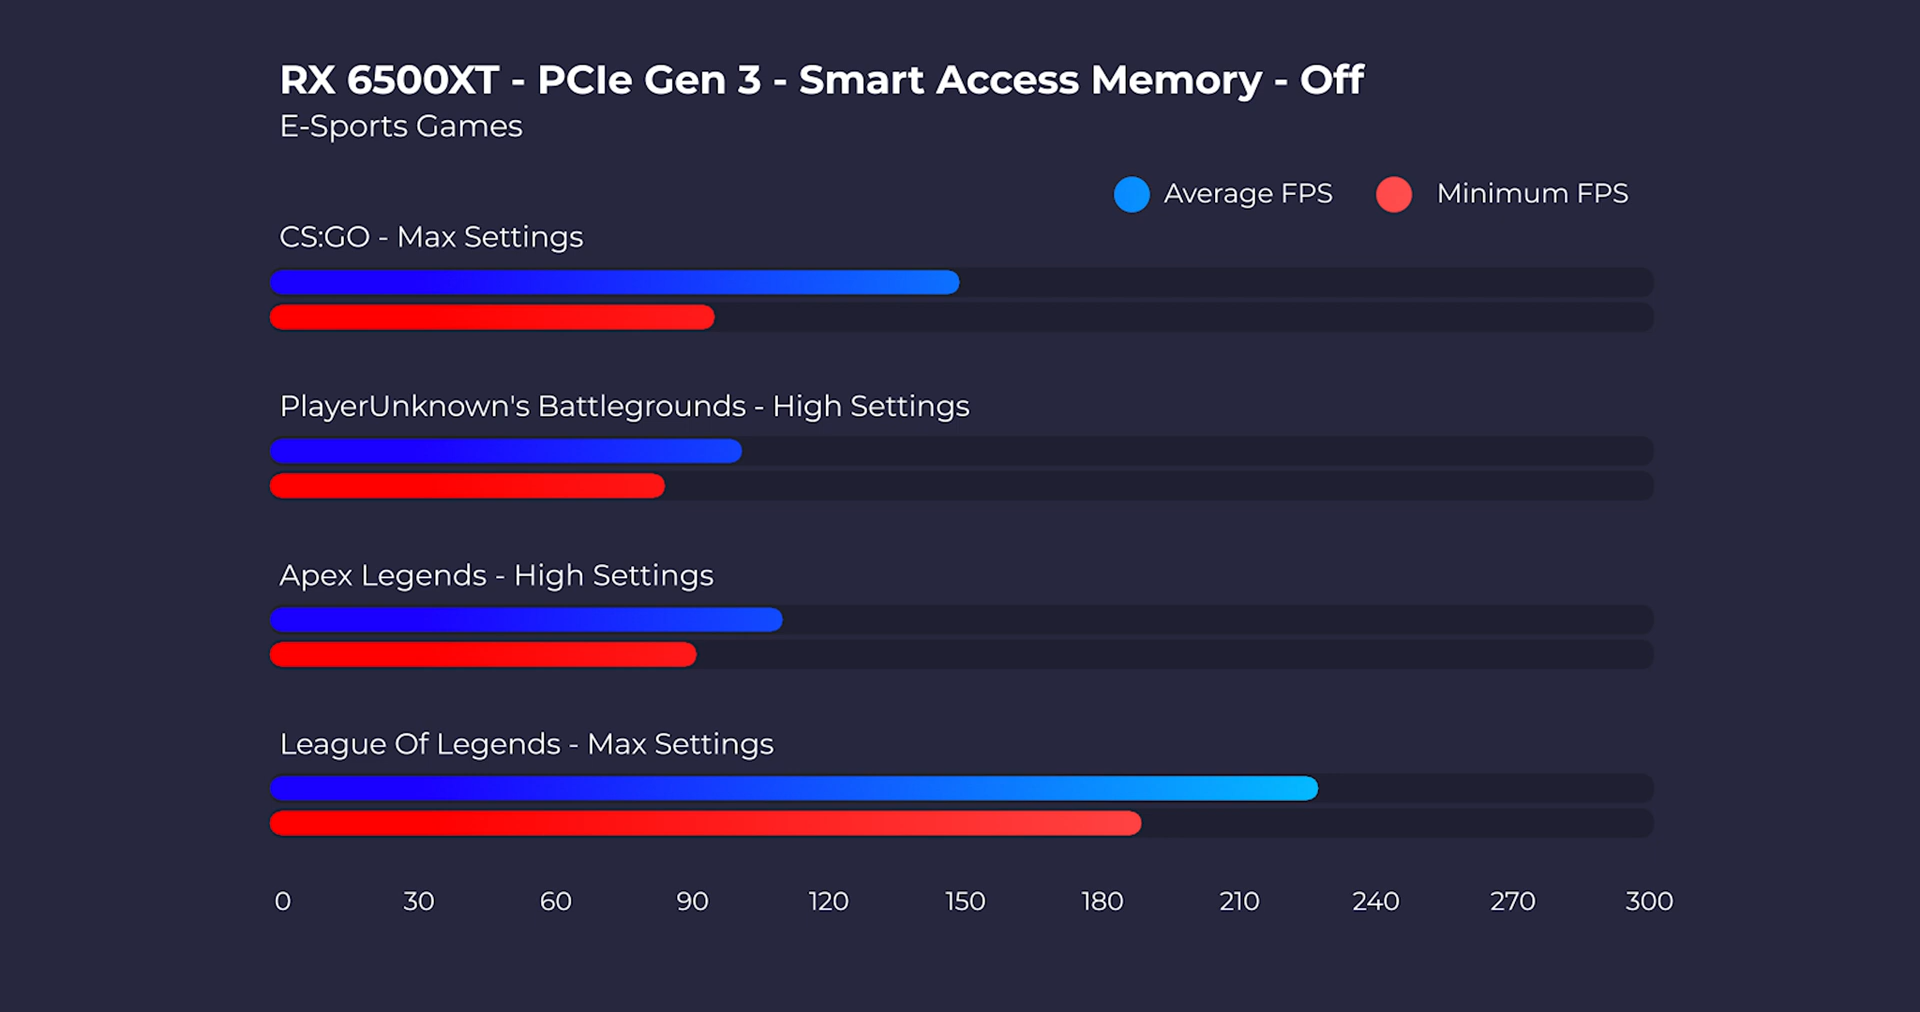 RX 6500XT - PCIe Gen 3 - Smart Access Memory - Off
E-Sports Games
Average FPS Minimum FPS
CS:GO - Max Settings
PlayerUnknown's Battlegrounds - High Settings
Apex Legends - High Settings
League Of Legends - Max Settings
0 30 60 90 120 150 180 210 240 270 300